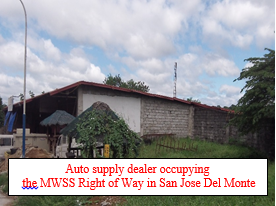 Auto supply dealer occupying
the MWSS Right of Way in San Jose Del Monte